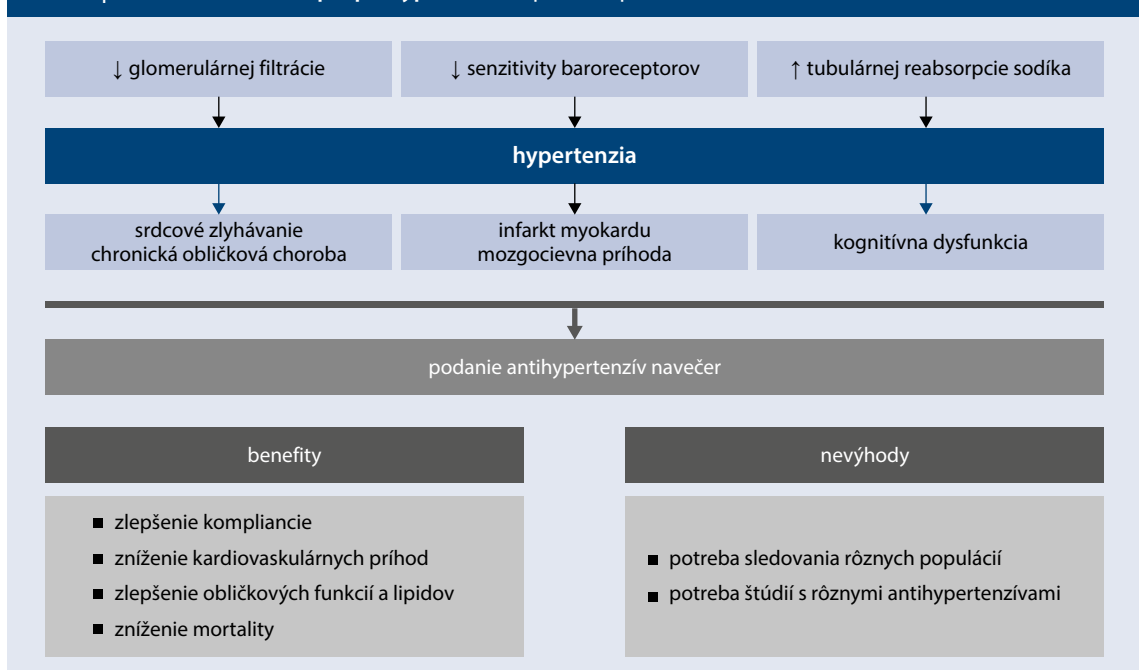 ↓ glomerulárnej filtrácie
↓ senzitivity baroreceptorov
↑ tubulárnej reabsorpcie sodíka
hypertenzia
srdcové zlyhávanie
chronická obličková choroba
infarkt myokardu
mozgocievna príhoda
kognitívna dysfunkcia
podanie antihypertenzív navečer
benefity
nevýhody
■ zlepšenie kompliancie
■ zníženie kardiovaskulárnych príhod
■ zlepšenie obličkových funkcií a lipidov
■ zníženie mortality
■ potreba sledovania rôznych populácií
■ potreba štúdií s rôznymi antihypertenzívami